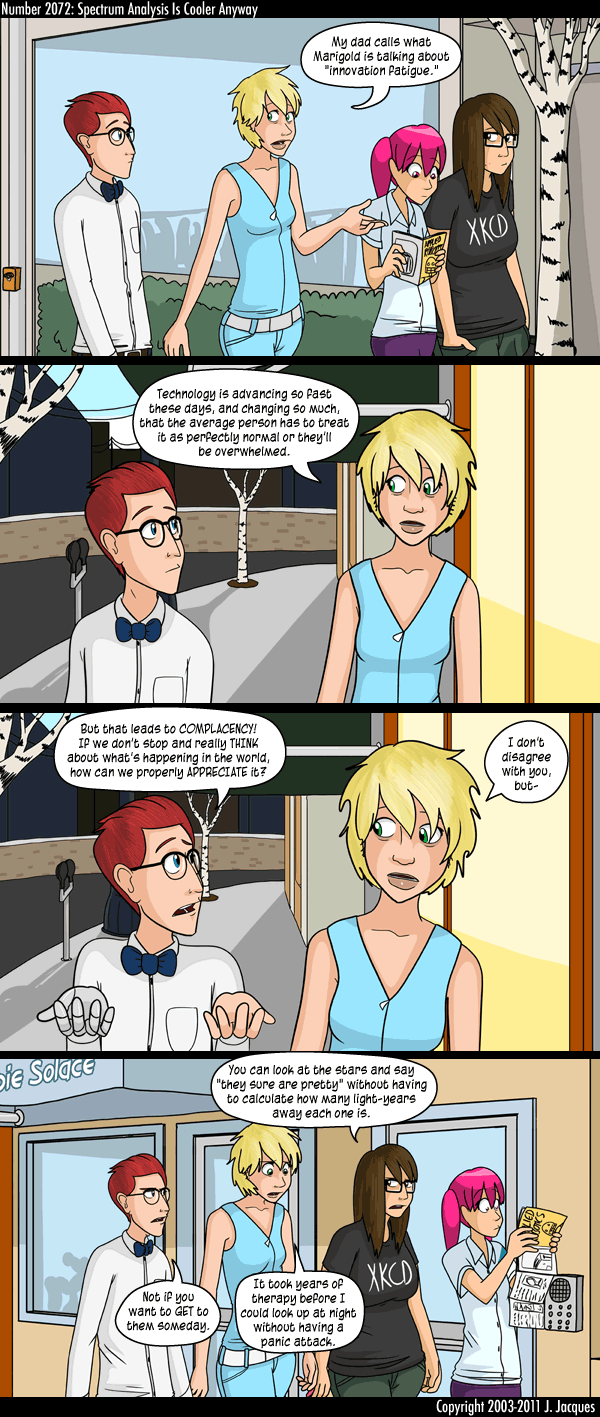 Number 2072: Spectrum Analysis Is Cooler Anyway
My dad calls what
Marigold is talking about
"innovation fatigue."
XKCD
Technology is advancing so fast
these days, and changing so much,
that the average person has to treat
it as perfectly normal or they'll
be overwhelmed.
But that leads to COMPLACENCY!
IF we don't stop and really THINK
about what's happening in the world,
how can we properly APPRECIATE it?
I don't
disagree
with you,
but-
Solace
You can look at the stars and say
"they sure are pretty" without having
to calculate how many light-years
away each one is.
XKCD
Not if you
want to GET to
them someday.
It took years of
therapy before I
could look up at night
without having a
panic attack.
Copyright 2003-2011 J. Jacques